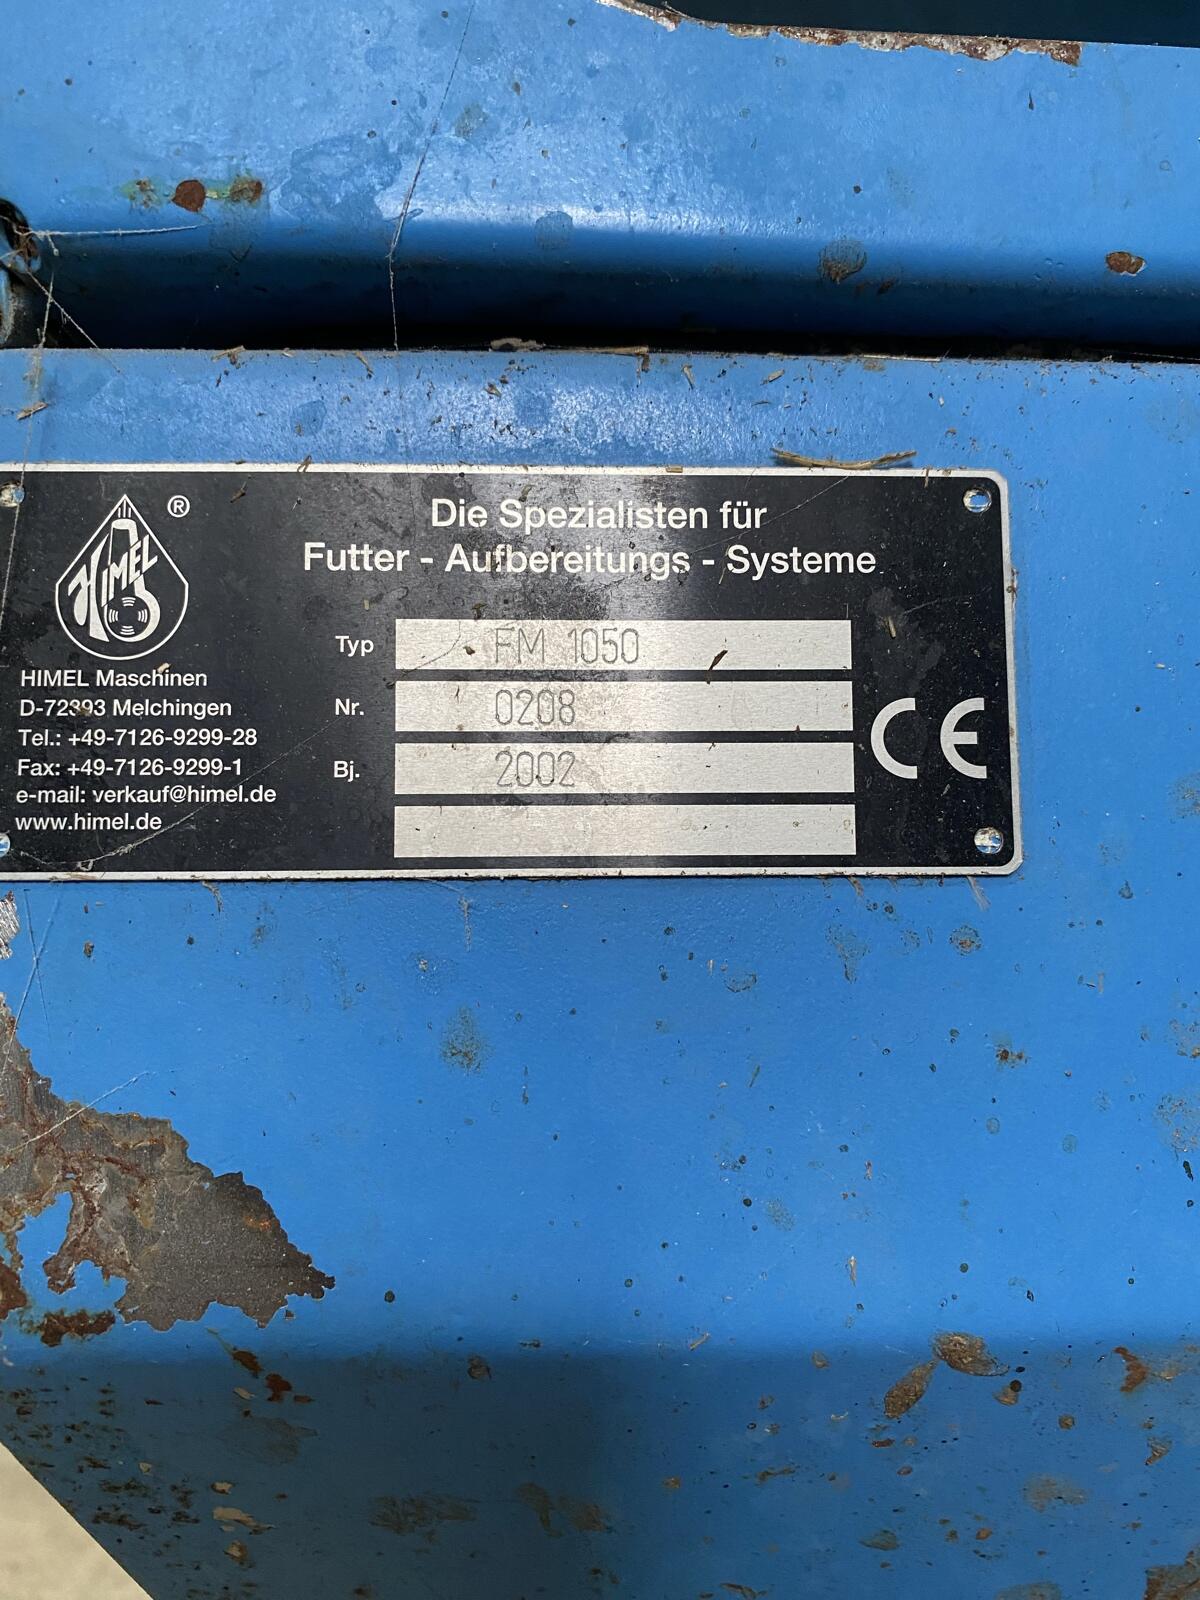 HIMEL
®
Die Spezialisten für
Futter - Aufbereitungs - Systeme
Typ FM 1050
Nr. 0208
Bj. 2002
CE
HIMEL Maschinen
D-72393 Melchingen
Tel.: +49-7126-9299-28
Fax: +49-7126-9299-1
e-mail: verkauf@himel.de
www.himel.de